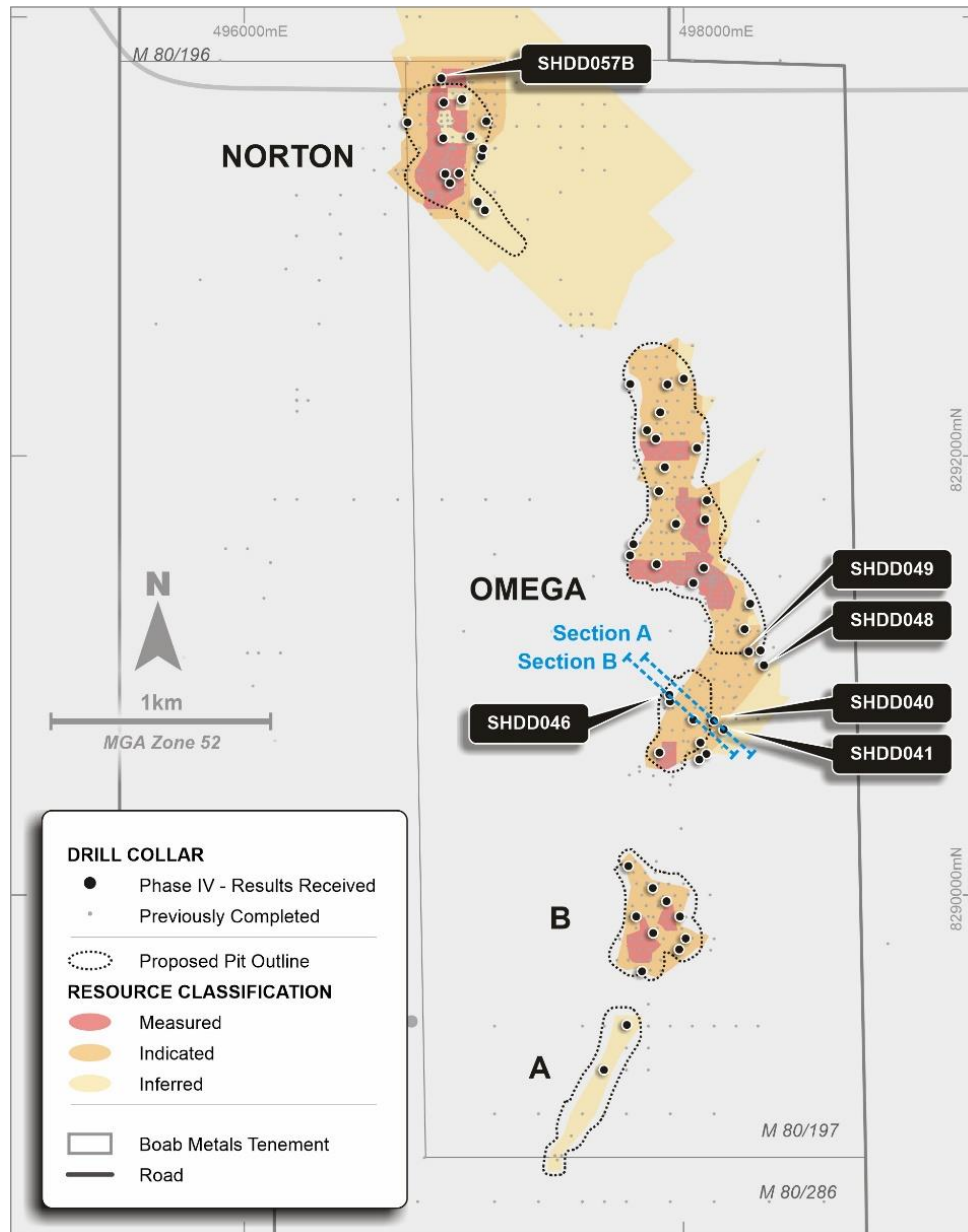 496000mE
498000mE
M 80/196
SHDD057B
NORTON
8292000mN
OMEGA
SHDD049
SHDD048
Section A
Section B
N
1km
MGA Zone 52
SHDD046
SHDD040
SHDD041
DRILL COLLAR
Phase IV - Results Received
Previously Completed
Proposed Pit Outline
RESOURCE CLASSIFICATION
Measured
Indicated
Inferred
Boab Metals Tenement
Road
B
8290000mN
A
M 80/197
M 80/286